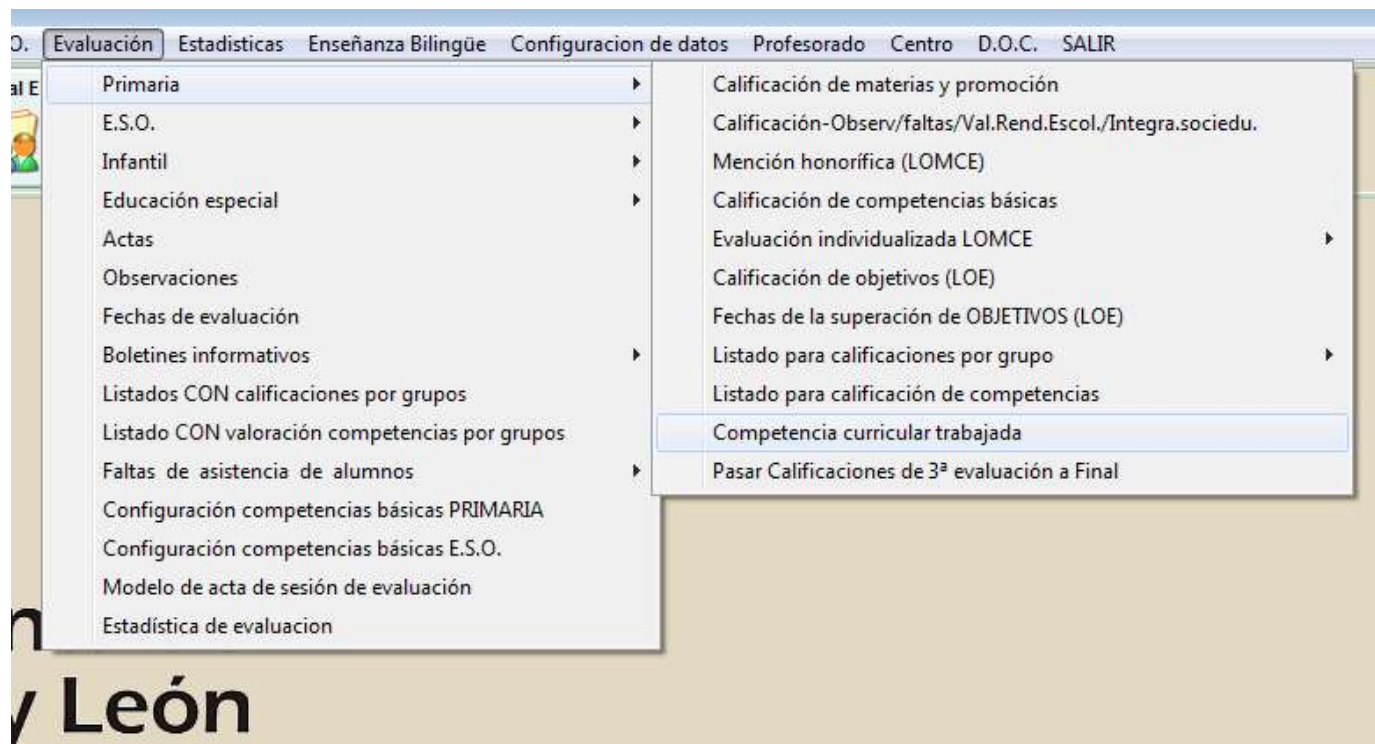 O. Evaluación Estadisticas Enseñanza Bilingüe Configuracion de datos Profesorado Centro D.O.C. SALIR
al E
Primaria
E.S.O.
Infantil
Educación especial
Actas
Observaciones
Fechas de evaluación
Boletines informativos
Listados CON calificaciones por grupos
Listado CON valoración competencias por grupos
Faltas de asistencia de alumnos
Configuración competencias básicas PRIMARIA
Configuración competencias básicas E.S.O.
Modelo de acta de sesión de evaluación
Estadística de evaluacion
Calificación de materias y promoción
Calificación-Observ/faltas/Val.Rend.Escol./Integra.sociedu.
Mención honorífica (LOMCE)
Calificación de competencias básicas
Evaluación individualizada LOMCE
Calificación de objetivos (LOE)
Fechas de la superación de OBJETIVOS (LOE)
Listado para calificaciones por grupo
Listado para calificación de competencias
Competencia curricular trabajada
Pasar Calificaciones de 3ª evaluación a Final
y León